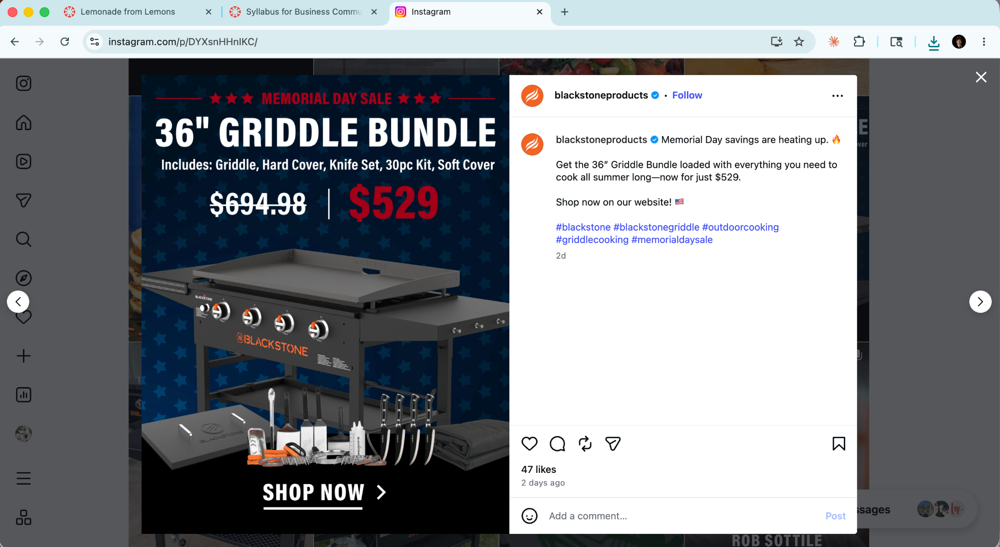 Lemonade from Lemons
Syllabus for Business Commu
Instagram
instagram.com/p/DYXsnHHnIKC/
MEMORIAL DAY SALE
36" GRIDDLE BUNDLE
Includes: Griddle, Hard Cover, Knife Set, 30pc Kit, Soft Cover
$694.98 | $529
BLACKSTONE
BLACKSTONE
BLACKSTONE
BLACKSTONE
SHOP NOW >
blackstoneproducts • Follow
blackstoneproducts Memorial Day savings are heating up. 🔥
Get the 36” Griddle Bundle loaded with everything you need to
cook all summer long—now for just $529.
Shop now on our website! 🇺🇸
#blackstone #blackstonegriddle #outdoorcooking
#griddlecooking #memorialdaysale
2d
47 likes
2 days ago
Add a comment...
Post
ssages
ROB SOTTILE